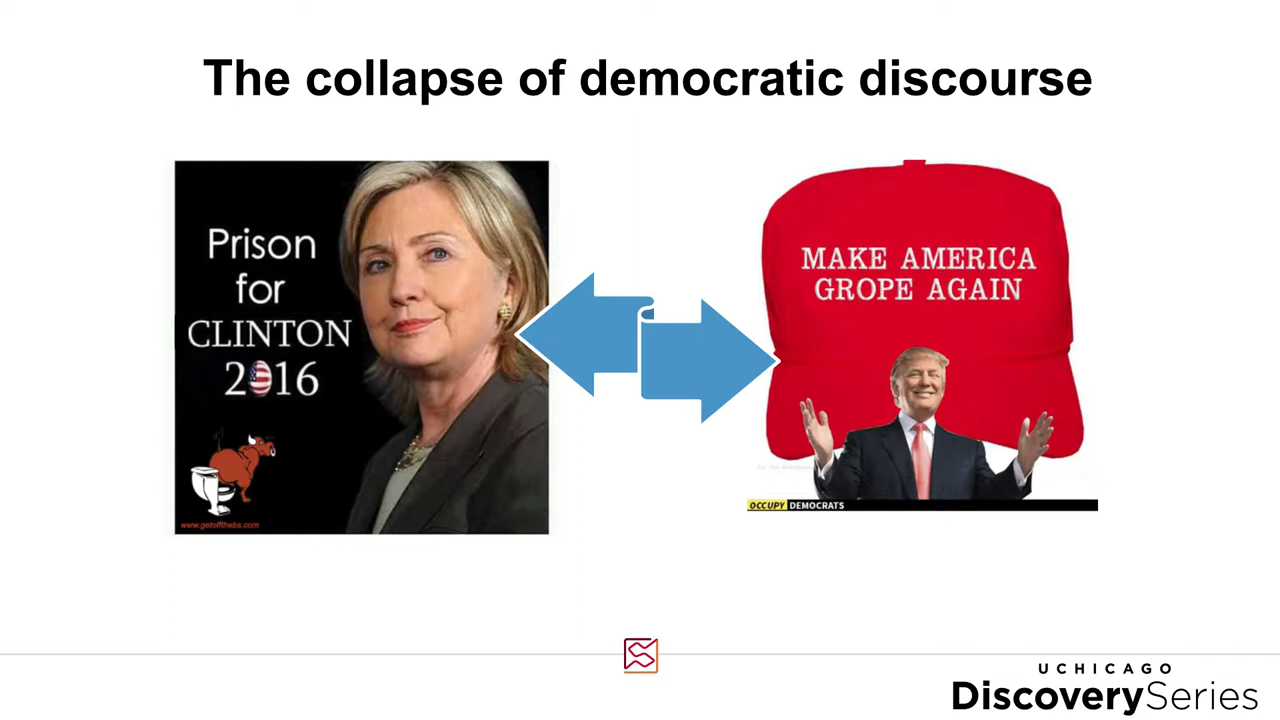 The collapse of democratic discourse
Prison
for
CLINTON
2016
www.getoffthebs.com
MAKE AMERICA
GROPE AGAIN
OCCUPY DEMOCRATS
UCHICAGO
DiscoverySeries